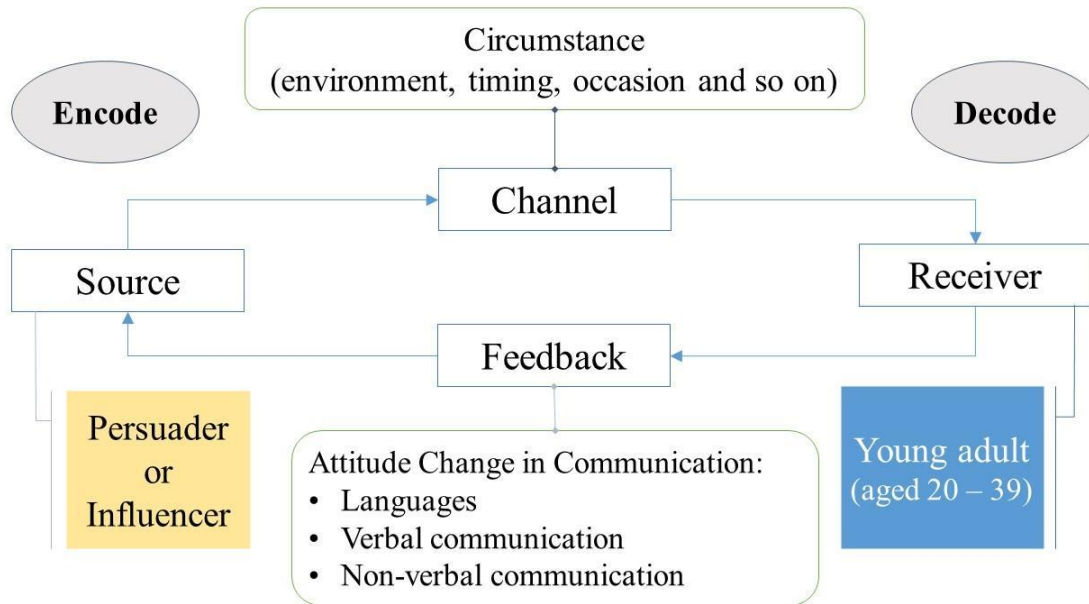 Circumstance
(environment, timing, occasion and so on)
Encode
Decode
Channel
Source
Receiver
Feedback
Persuader
or
Influencer
Attitude Change in Communication:
• Languages
• Verbal communication
• Non-verbal communication
Young adult
(aged 20 – 39)